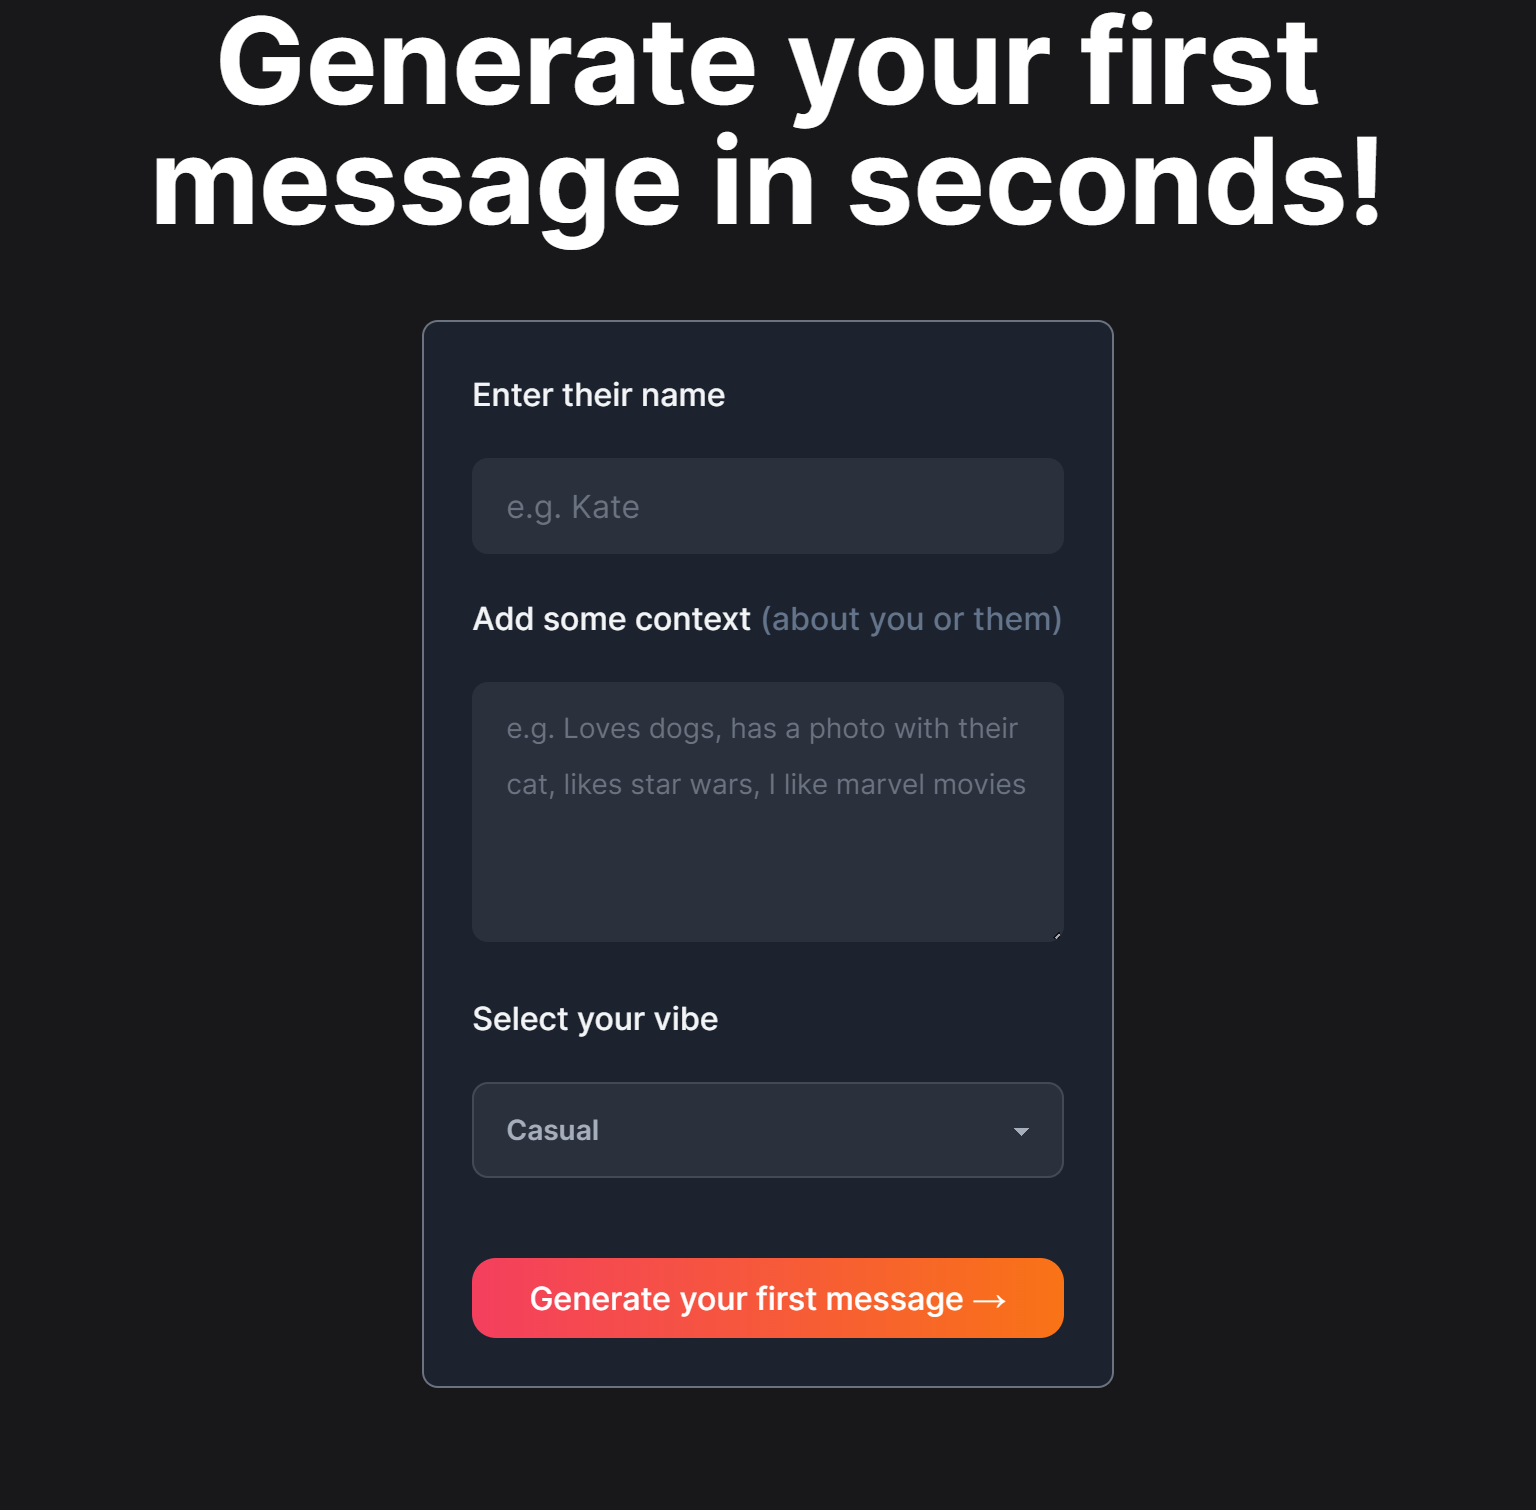 Generate your first
message in seconds!
Enter their name
e.g. Kate
Add some context (about you or them)
e.g. Loves dogs, has a photo with their
cat, likes star wars, I like marvel movies
Select your vibe
Casual
Generate your first message →